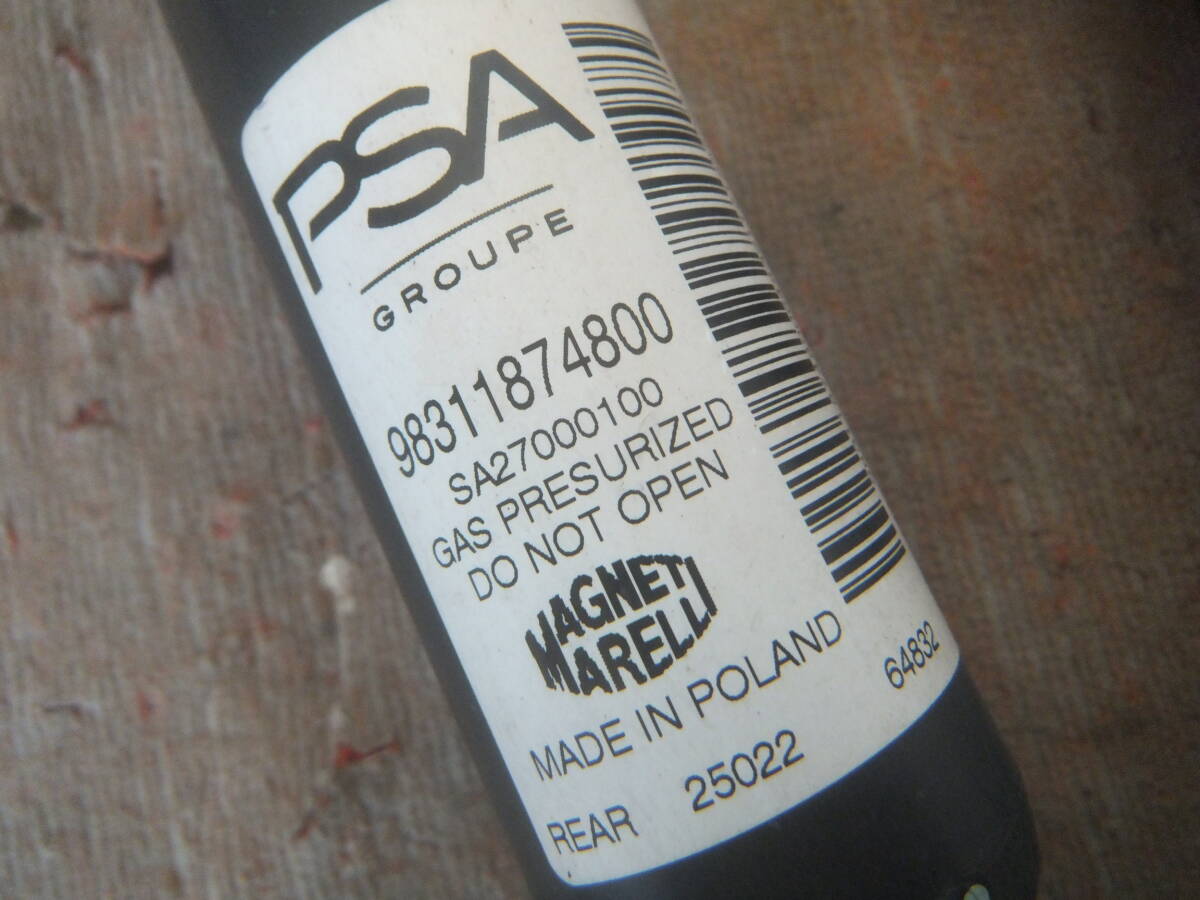 PSA
GROUPE
98311874800
SA27000100
GAS PRESURIZED
DO NOT OPEN
MAGNETI
MARELLI
MADE IN POLAND
64832
REAR 25022